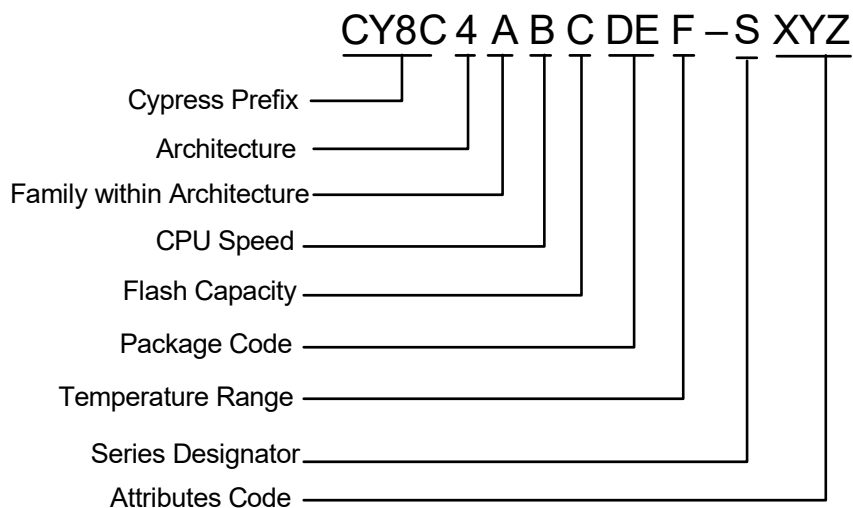 CY8C 4 A B C DE F – S XYZ
Cypress Prefix
Architecture
Family within Architecture
CPU Speed
Flash Capacity
Package Code
Temperature Range
Series Designator
Attributes Code